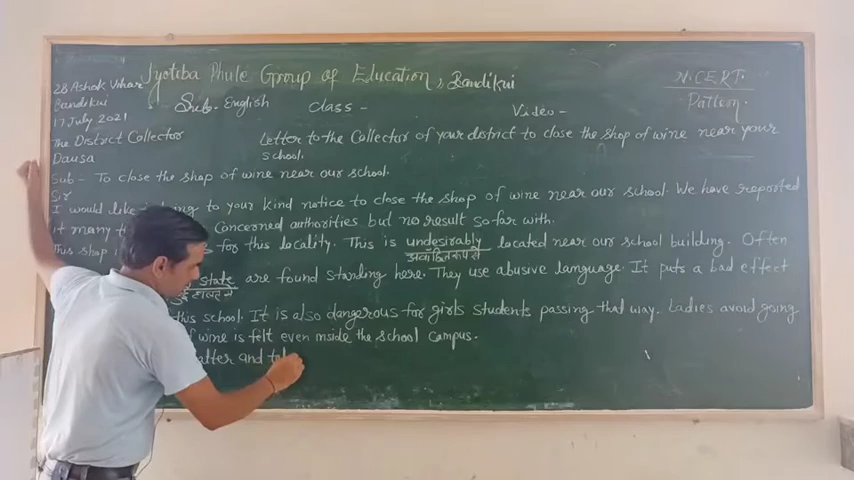 Jyotiba Phule Group of Education, Bandikui
N.C.E.R.T.
Pattern
Sub- English Class - Video -
28 Ashok Vihar
Bandikui
17 July 2021
The District Collector
Dausa
Letter to the Collector of your district to close the shop of wine near your
school.
Sub - To close the shap of wine near our school.
Sir
I would like to your kind notice to close the shop of wine near our school. We have reported
it many concerned authorities but no result so far with.
This shop for this locality. This is undesirably located near our school building. Often
state are found standing here. They use abusive language. It puts a bad effect
this school. It is also dangerous for girls students passing that way. Ladies avoid going
of wine is felt even inside the school campus.
atter and